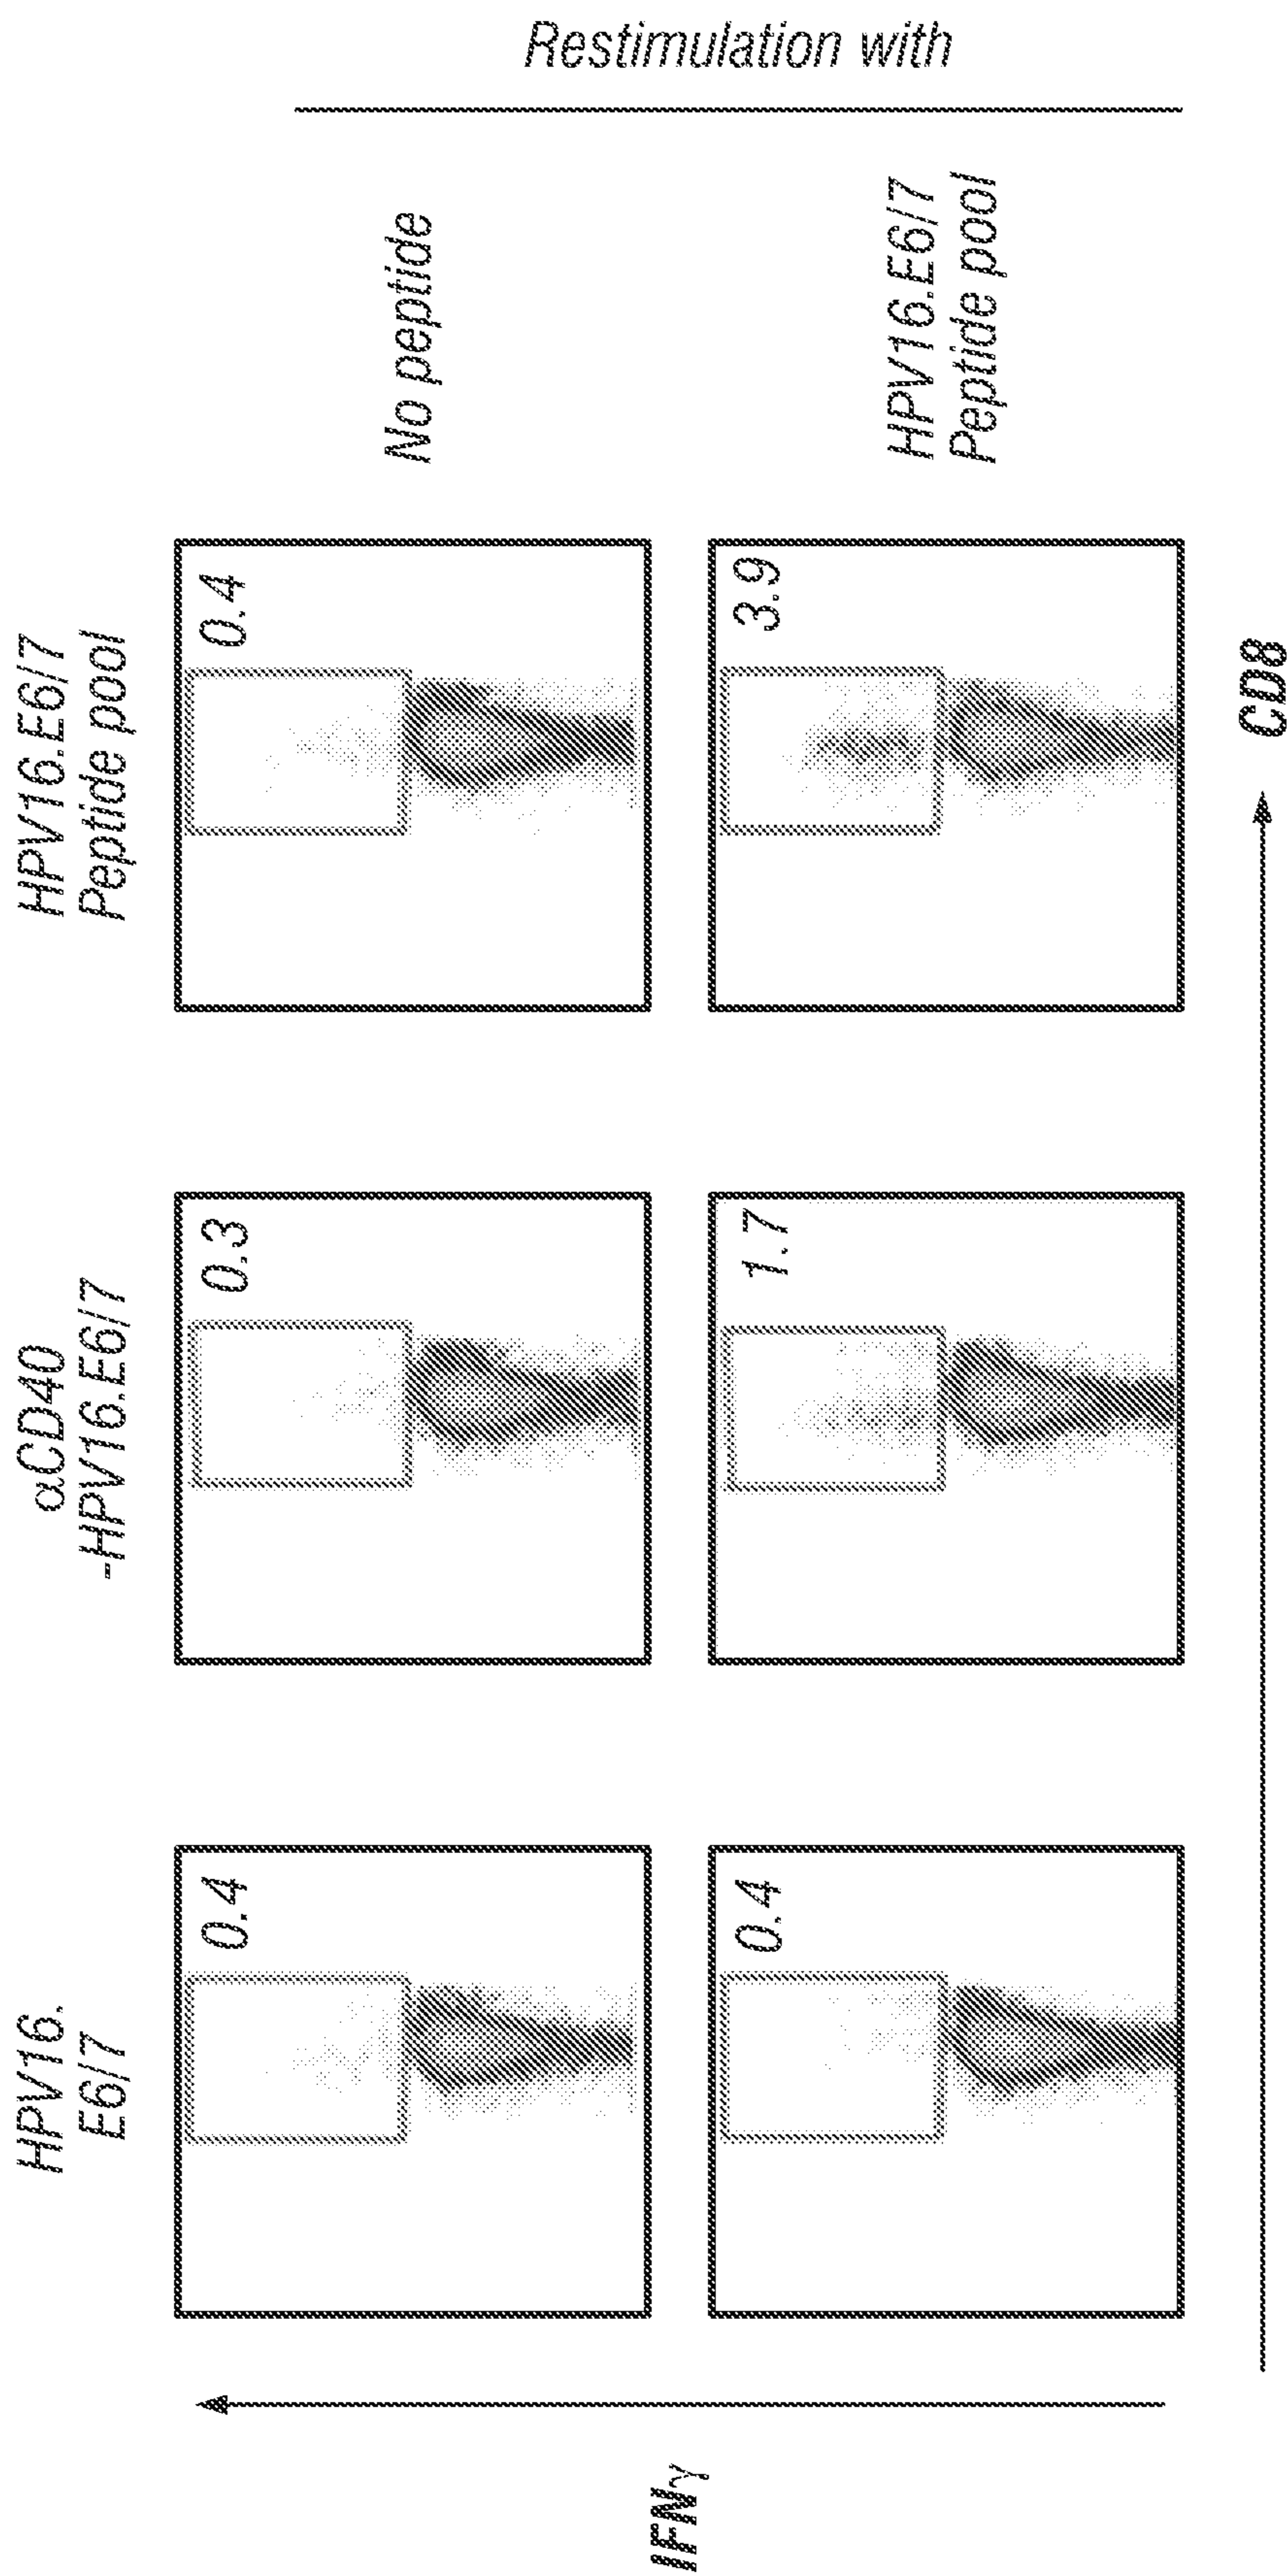 HPV16.
E6/7
αCD40
-HPV16.E6/7
HPV16.E6/7
Peptide pool
Restimulation with
0.4
0.3
0.4
No peptide
0.4
1.7
3.9
HPV16.E6/7
Peptide pool
IFNγ
CD8